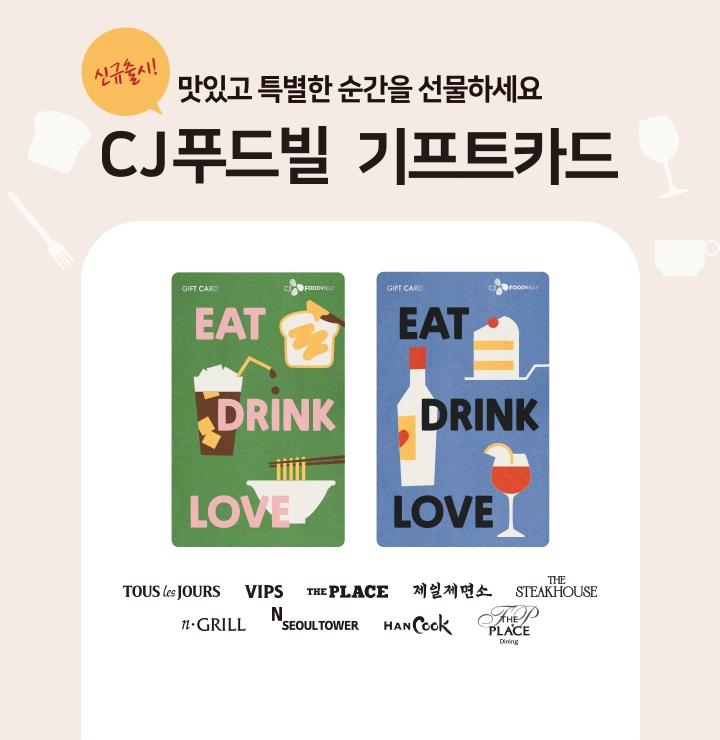 신규출시!
맛있고 특별한 순간을 선물하세요
CJ푸드빌 기프트카드
GIFT CARD
CJ FOODVILLE
EAT
DRINK
LOVE
GIFT CARD
CJ FOODVILLE
EAT
DRINK
LOVE
TOUS les JOURS
VIPS
THE PLACE
제일제면소
THE
STEAKHOUSE
n·GRILL
N SEOULTOWER
HAN Cook
TFP
THE
PLACE
Dining